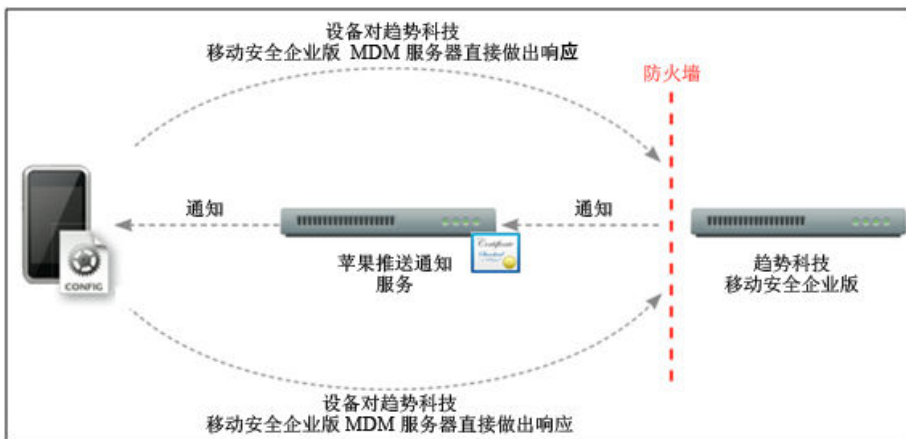 设备对趋势科技
移动安全企业版 MDM 服务器直接做出响应
防火墙
通知
通知
CONFIG
Certificate
Standard
苹果推送通知
服务
趋势科技
移动安全企业版
设备对趋势科技
移动安全企业版 MDM 服务器直接做出响应